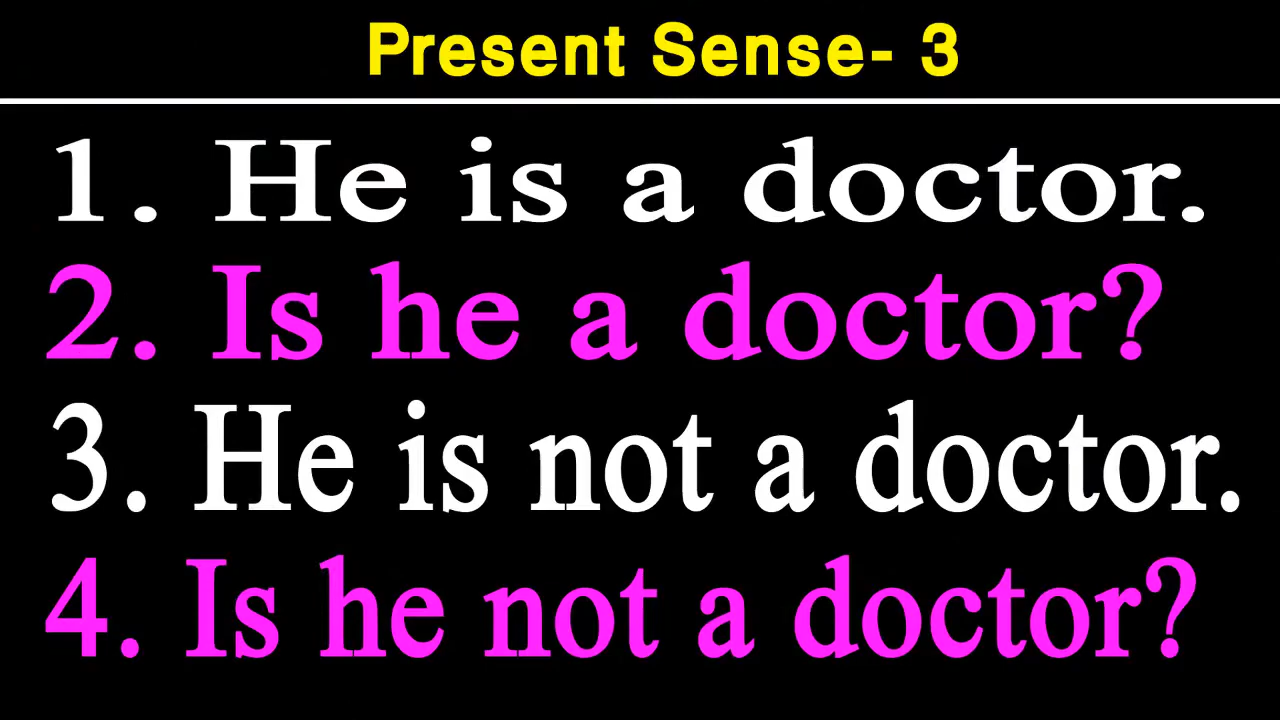 Present Sense- 3
1. He is a doctor.
2. Is he a doctor?
3. He is not a doctor.
4. Is he not a doctor?